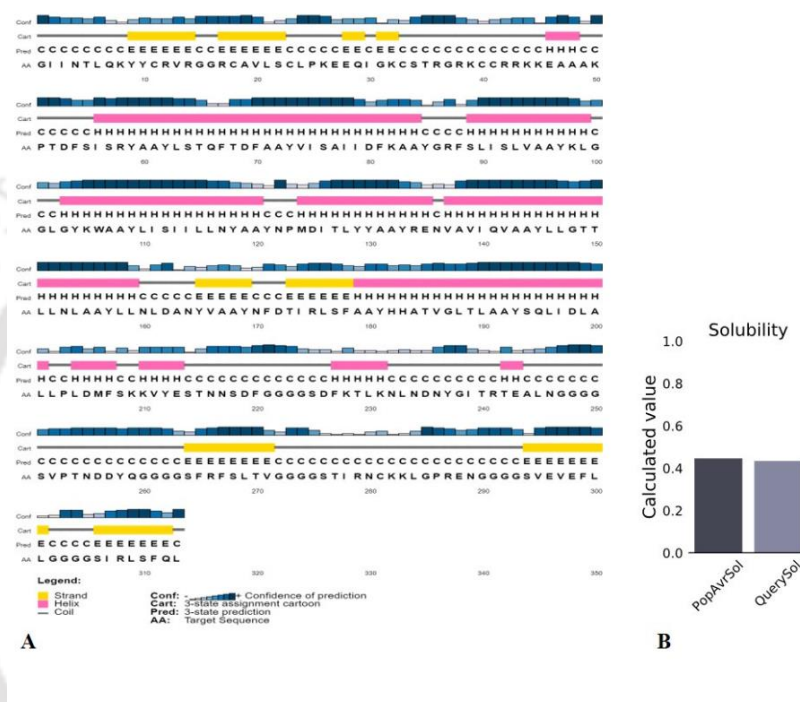 Conf
Cart
Pred CCCCCCCCEEEEEECCEEEEEECCCCCEECEECCCCCCCCCCCCCHHHCC
AA GIINTLQKYYCRVRGGRCAVLSCLPKEEQIGKCSTRGRKCCRRKKEAAAK
10 20 30 40 50
Conf
Cart
Pred CCCCCHHHHHHHHHHHHHHHHHHHHHHHHHHHHHCCCCHHHHHHHHHHHC
AA PTDFSISRYAAYLSTQFTDFAAYVISAIIDFKAAYGRFSLISLVAAYKLG
60 70 80 90 100
Conf
Cart
Pred CCHHHHHHHHHHHHHHHHHHCCCHHHHHHHHHHHHCHHHHHHHHHHHHHH
AA GLGYKWAAYLISIILLNYAAYNPMDITLYYAAYRENVAVIQVAAYLLGTT
110 120 130 140 150
Conf
Cart
Pred HHHHHHHHHCCCCCEEEEECCCEEEEEEHHHHHHHHHHHHHHHHHHHHHH
AA LLNLAAYLLNLDANYVAAYNFDTIRLSFAAYHHATVGLTLAAYSQLIDLA
160 170 180 190 200
Conf
Cart
Pred HCCHHHHCCHHHHCCCCCCCCCCCCCHHHHHCCCCCCCCCCHHCCCCCCC
AA LLPLDMFSKKVYESTNNSDFGGGGSDFKTLKNLNDNYGITRTEALNGGGG
210 220 230 240 250
Conf
Cart
Pred CCCCCCCCCCCCCEEEEEEEECCCCCCCCCCCCCCCCCCCCCCEEEEEEE
AA SVPTNDDYQGGGGSFRFSLTVGGGGSTIRNCKKLGPRENGGGGSVEVEFL
260 270 280 290 300
Conf
Cart
Pred ECCCCEEEEEEEC
AA LGGGGSIRLSFQL
310 320 330 340 350
Legend:
Strand
Helix
Coil
Conf: - + Confidence of prediction
Cart: 3-state assignment cartoon
Pred: 3-state prediction
AA: Target Sequence
A
Solubility
Calculated value
1.0
0.8
0.6
0.4
0.2
0.0
PopAvrSol
QuerySol
B